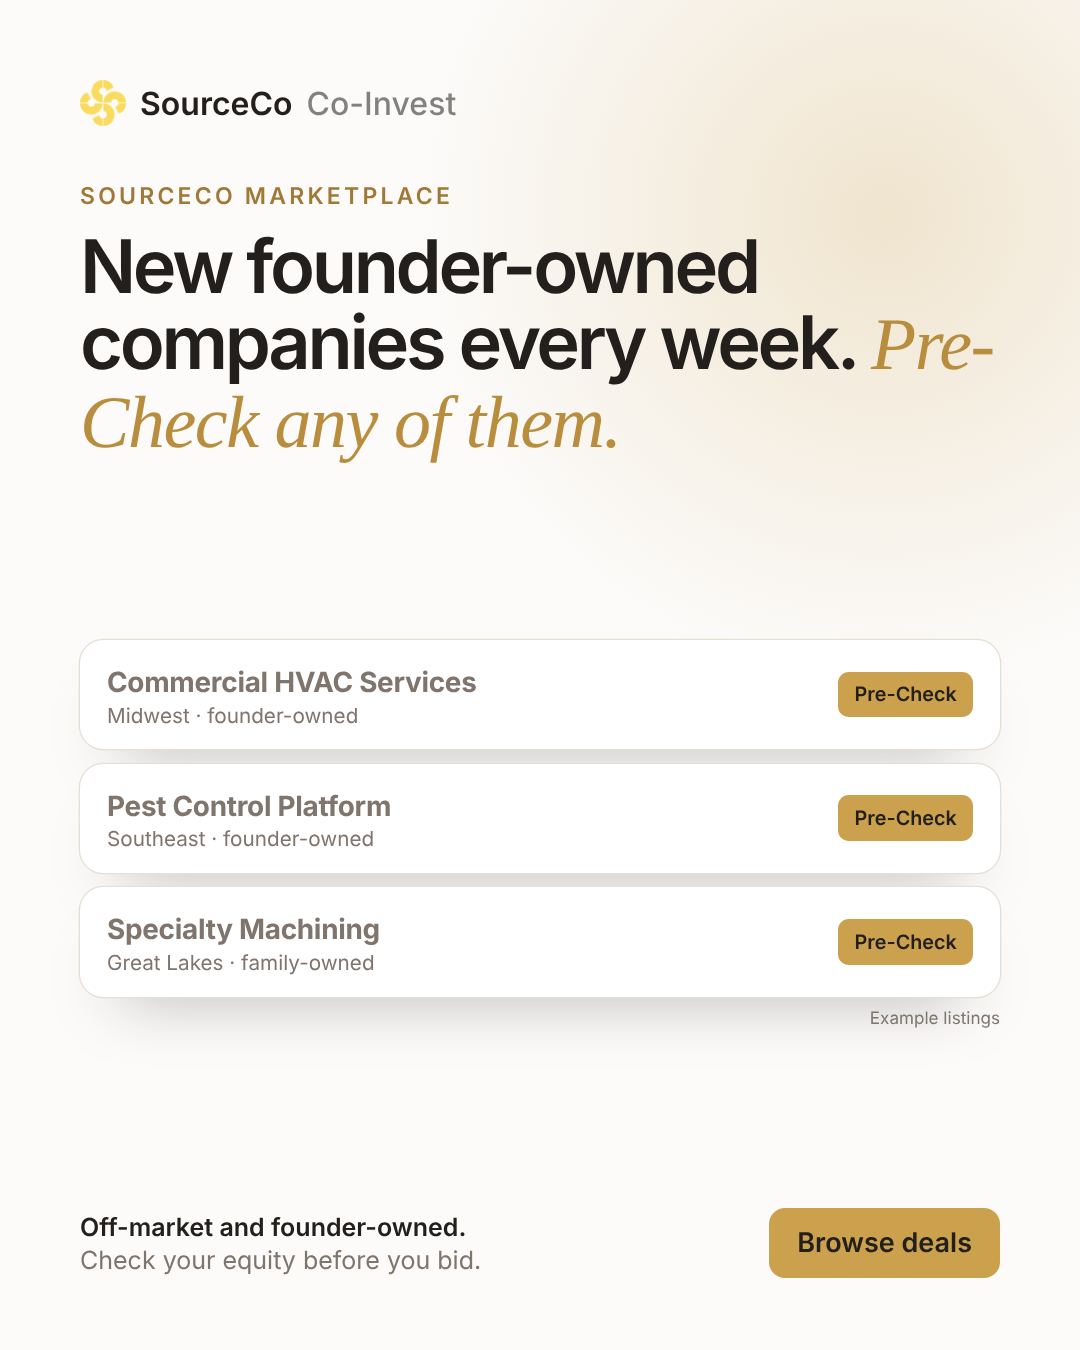 SourceCo Co-Invest
SOURCECO MARKETPLACE
New founder-owned
companies every week. Pre-
Check any of them.
Commercial HVAC Services
Midwest · founder-owned
Pre-Check
Pest Control Platform
Southeast · founder-owned
Pre-Check
Specialty Machining
Great Lakes · family-owned
Pre-Check
Example listings
Off-market and founder-owned.
Check your equity before you bid.
Browse deals